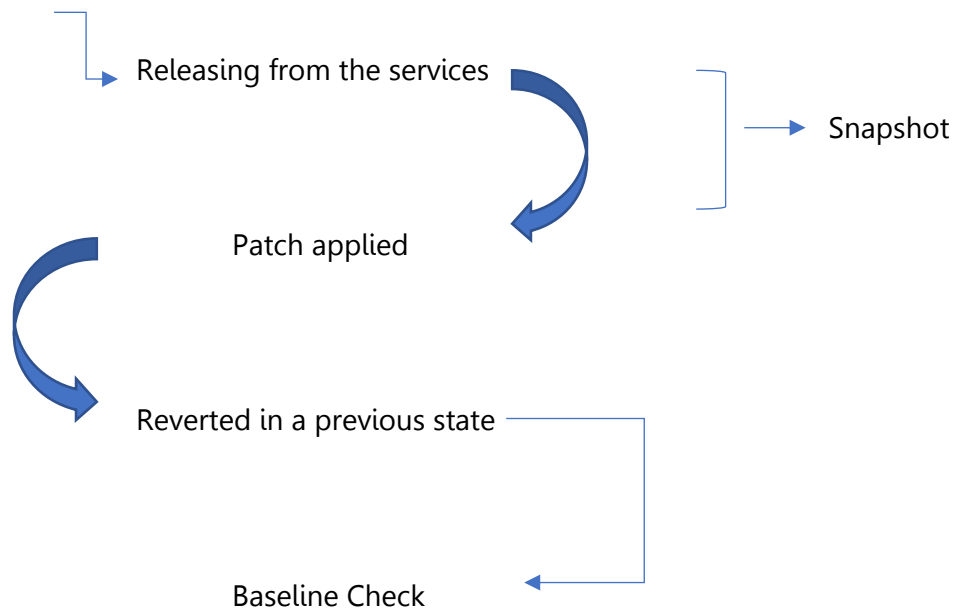 Releasing from the services
Snapshot
Patch applied
Reverted in a previous state
Baseline Check